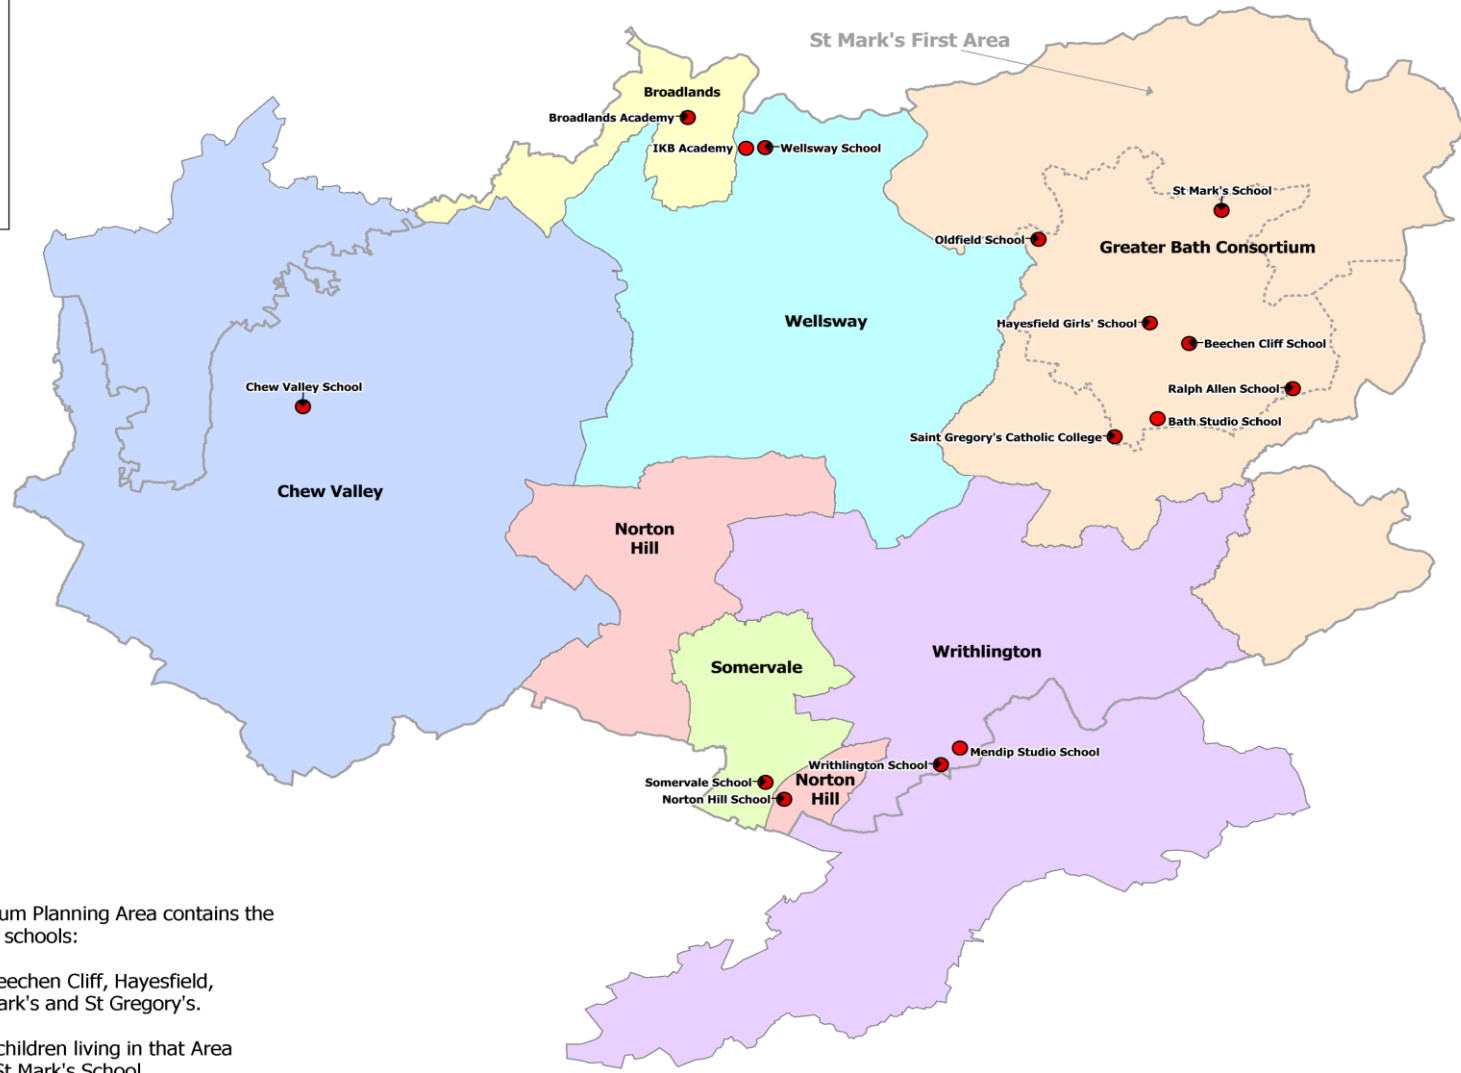 St Mark's First Area
Broadlands
Broadlands Academy
IKB Academy
Wellsway School
St Mark's School
Oldfield School
Greater Bath Consortium
Wellsway
Hayesfield Girls' School
Beechen Cliff School
Chew Valley School
Ralph Allen School
Bath Studio School
Saint Gregory's Catholic College
Chew Valley
Norton
Hill
Writhlington
Somervale
Mendip Studio School
Writhlington School
Somervale School
Norton
Hill
Norton Hill School
um Planning Area contains the
schools:
eechen Cliff, Hayesfield,
ark's and St Gregory's.
children living in that Area
St Mark's School